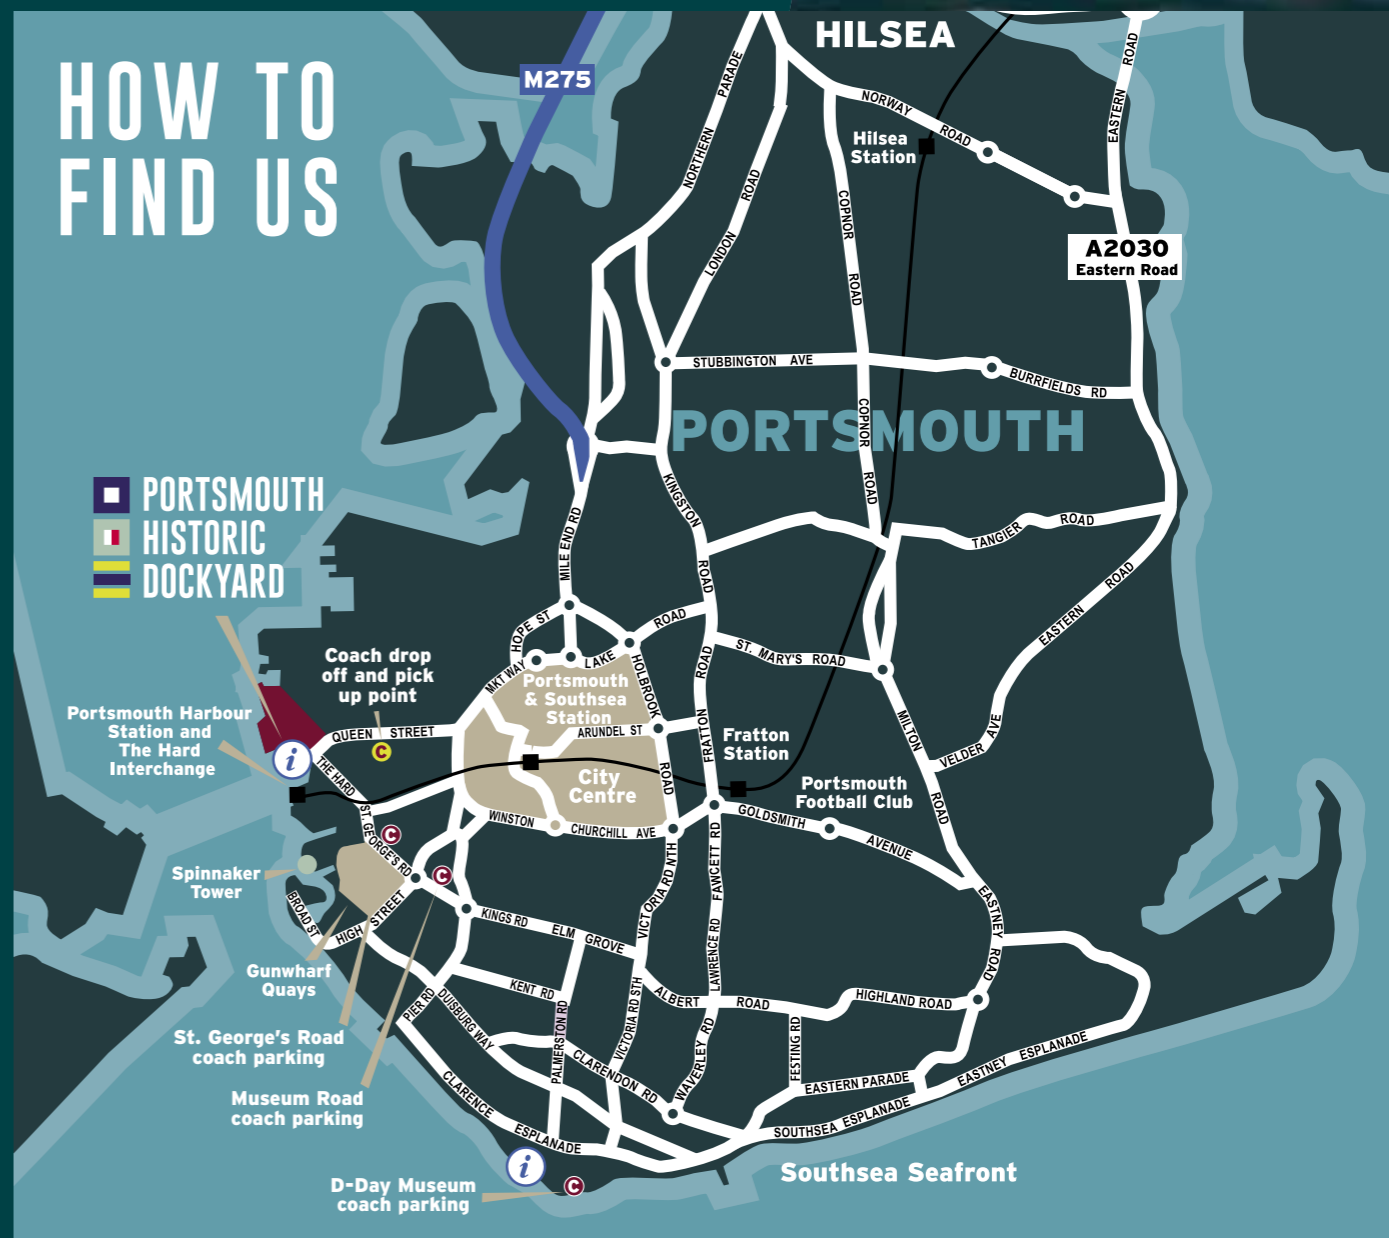 HOW TO
FIND US
M275
HILSEA
NORTHERN PARADE
LONDON ROAD
NORWAY ROAD
Hilsea
Station
EASTERN ROAD
COPNOR ROAD
A2030
Eastern Road
STUBBINGTON AVE
BURRFIELDS RD
PORTSMOUTH
COPNOR ROAD
KINGSTON ROAD
PORTSMOUTH
HISTORIC
DOCKYARD
MILE END RD
TANGIER ROAD
EASTERN ROAD
HOPE ST
LAKE ROAD
ST. MARY'S ROAD
MKT WAY
HOLBROOK ROAD
Coach drop
off and pick
up point
C
Portsmouth
& Southsea
Station
ARUNDEL ST
FRATTON ROAD
Fratton
Station
MILTON ROAD
VELDER AVE
Portsmouth Harbour
Station and
The Hard
Interchange
QUEEN STREET
i
THE HARD
City
Centre
Portsmouth
Football Club
ST. GEORGE'S RD
C
WINSTON CHURCHILL AVE
GOLDSMITH AVENUE
Spinnaker
Tower
C
BROAD ST
HIGH STREET
KINGS RD
ELM GROVE
VICTORIA RD NTH
FAWCETT RD
LAWRENCE RD
EASTNEY ROAD
Gunwharf
Quays
PIER RD
DUISBURG WAY
KENT RD
PALMERSTON RD
VICTORIA RD STH
ALBERT ROAD
HIGHLAND ROAD
St. George's Road
coach parking
CLARENDON RD
WAVERLEY RD
FESTING RD
EASTERN PARADE
EASTNEY ESPLANADE
Museum Road
coach parking
CLARENCE ESPLANADE
SOUTHSEA ESPLANADE
i
C
D-Day Museum
coach parking
Southsea Seafront